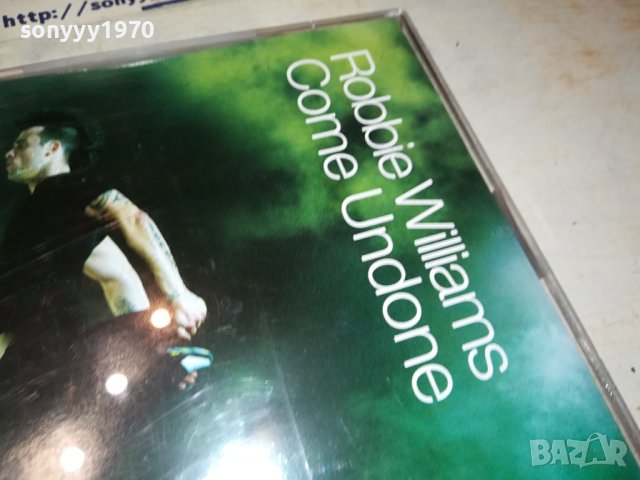 http://sony
sonyyy1970
Robbie Williams
Come Undone
BAZAR